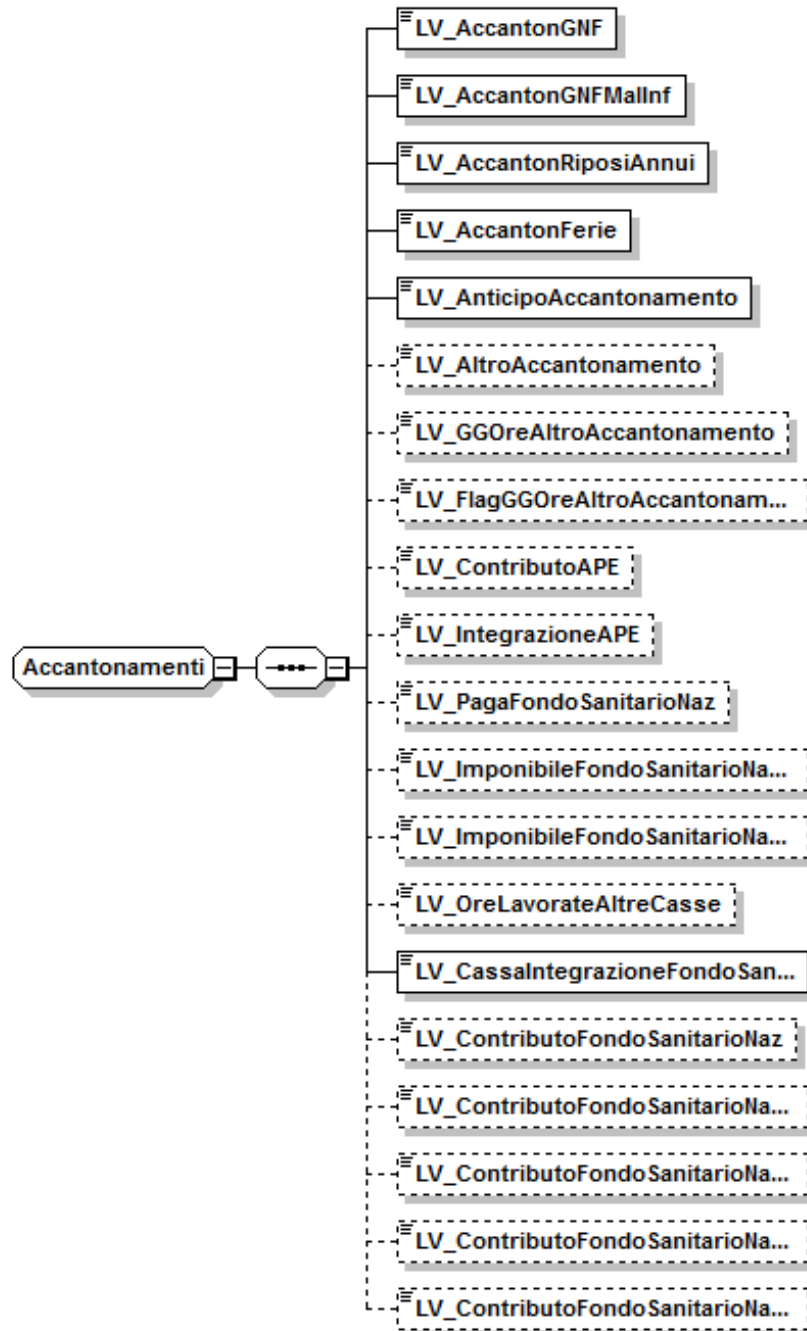 LV_AccantonGNF
LV_AccantonGNFMalInf
LV_AccantonRiposiAnnui
LV_AccantonFerie
LV_AnticipoAccantonamento
LV_AltroAccantonamento
LV_GGOreAltroAccantonamento
LV_FlagGGOreAltroAccantonam...
LV_ContributoAPE
LV_IntegrazioneAPE
Accantonamenti
LV_PagaFondoSanitarioNaz
LV_ImponibileFondoSanitarioNa...
LV_ImponibileFondoSanitarioNa...
LV_OreLavorateAltreCasse
LV_CassaIntegrazioneFondoSan...
LV_ContributoFondoSanitarioNaz
LV_ContributoFondoSanitarioNa...
LV_ContributoFondoSanitarioNa...
LV_ContributoFondoSanitarioNa...
LV_ContributoFondoSanitarioNa...